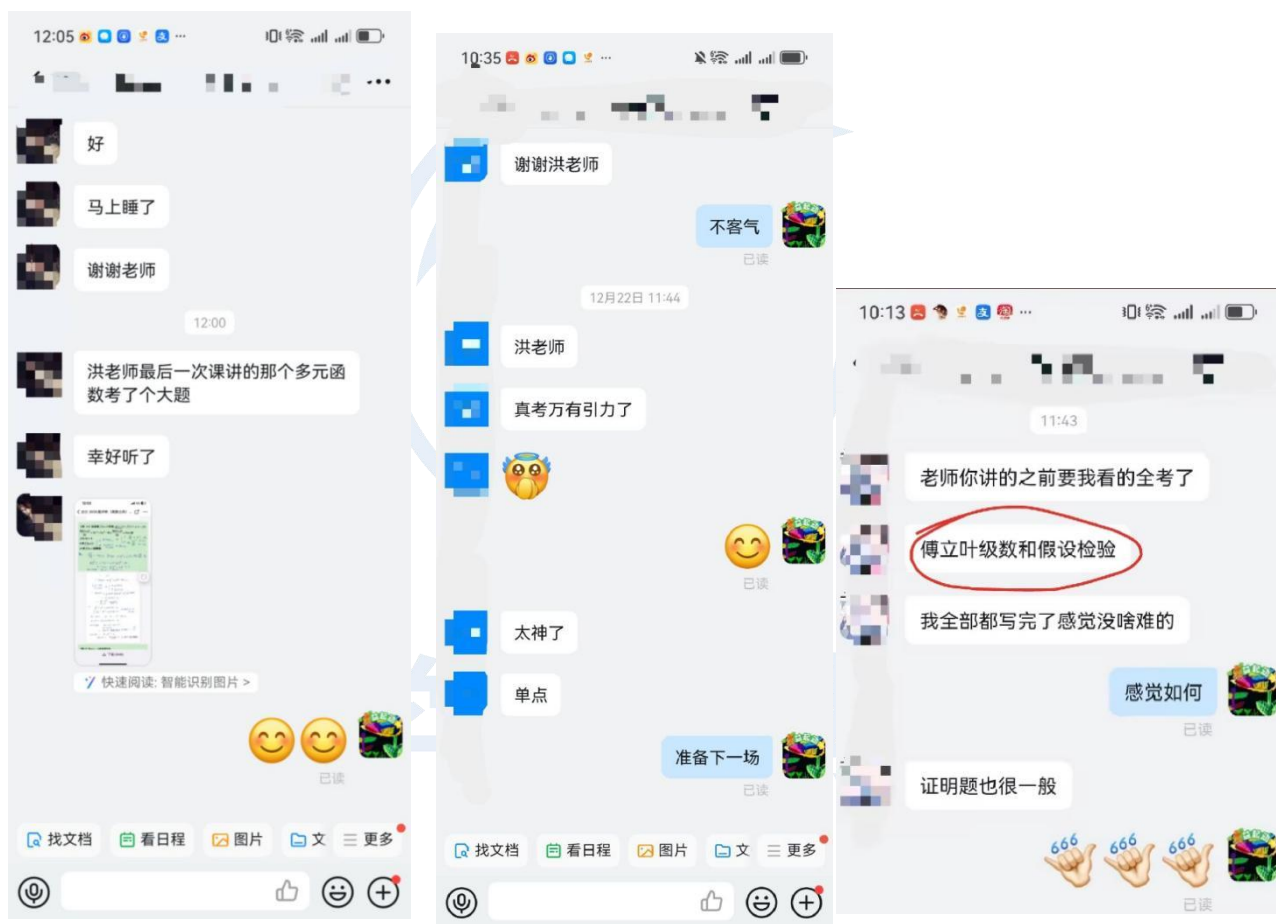 12:05
好
马上睡了
谢谢老师
12:00
洪老师最后一次课讲的那个多元函
数考了个大题
幸好听了
快速阅读: 智能识别图片 >
已读
找文档 看日程 图片 文 更多
10:35
谢谢洪老师
不客气
已读
12月22日 11:44
洪老师
真考万有引力了
已读
太神了
单点
准备下一场
已读
找文档 看日程 图片 文 更多
10:13
11:43
老师你讲的之前要我看的全考了
傅立叶级数和假设检验
我全部都写完了感觉没啥难的
感觉如何
已读
证明题也很一般
666 666 666
已读